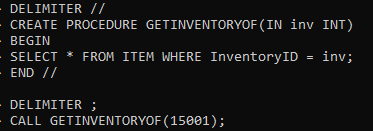 > DELIMITER //
> CREATE PROCEDURE GETINVENTORYOF(IN inv INT)
> BEGIN
> SELECT * FROM ITEM WHERE InventoryID = inv;
> END //
>
> DELIMITER ;
> CALL GETINVENTORYOF(15001);